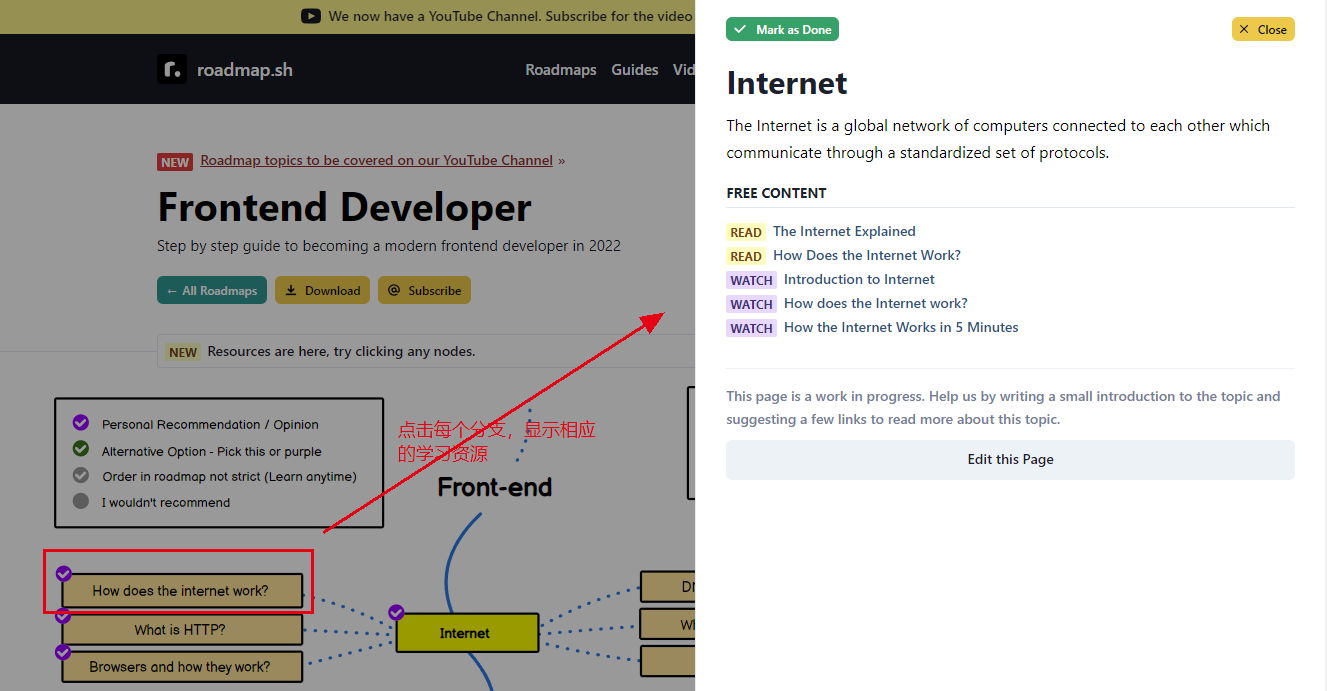 We now have a YouTube Channel. Subscribe for the video
roadmap.sh
Roadmaps Guides Vid
NEW Roadmap topics to be covered on our YouTube Channel »
Frontend Developer
Step by step guide to becoming a modern frontend developer in 2022
← All Roadmaps Download @ Subscribe
NEW Resources are here, try clicking any nodes.
Personal Recommendation / Opinion
Alternative Option - Pick this or purple
Order in roadmap not strict (Learn anytime)
I wouldn't recommend
点击每个分支，显示相应
的学习资源
Front-end
How does the internet work?
What is HTTP?
Browsers and how they work?
Internet
DN
Wh
Mark as Done
× Close
Internet
The Internet is a global network of computers connected to each other which
communicate through a standardized set of protocols.
FREE CONTENT
READ The Internet Explained
READ How Does the Internet Work?
WATCH Introduction to Internet
WATCH How does the Internet work?
WATCH How the Internet Works in 5 Minutes
This page is a work in progress. Help us by writing a small introduction to the topic and
suggesting a few links to read more about this topic.
Edit this Page